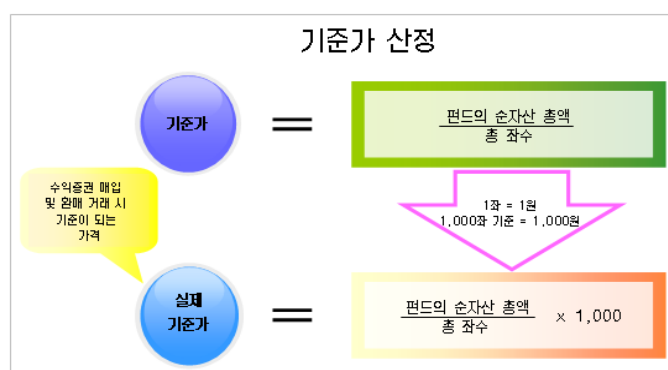 기준가 산정
기준가
=
펀드의 순자산 총액
총 좌수
수익증권 매입
및 환매 거래 시
기준이 되는
가격
1좌 = 1원
1,000좌 기준 = 1,000원
실제
기준가
=
펀드의 순자산 총액
총 좌수
x 1,000